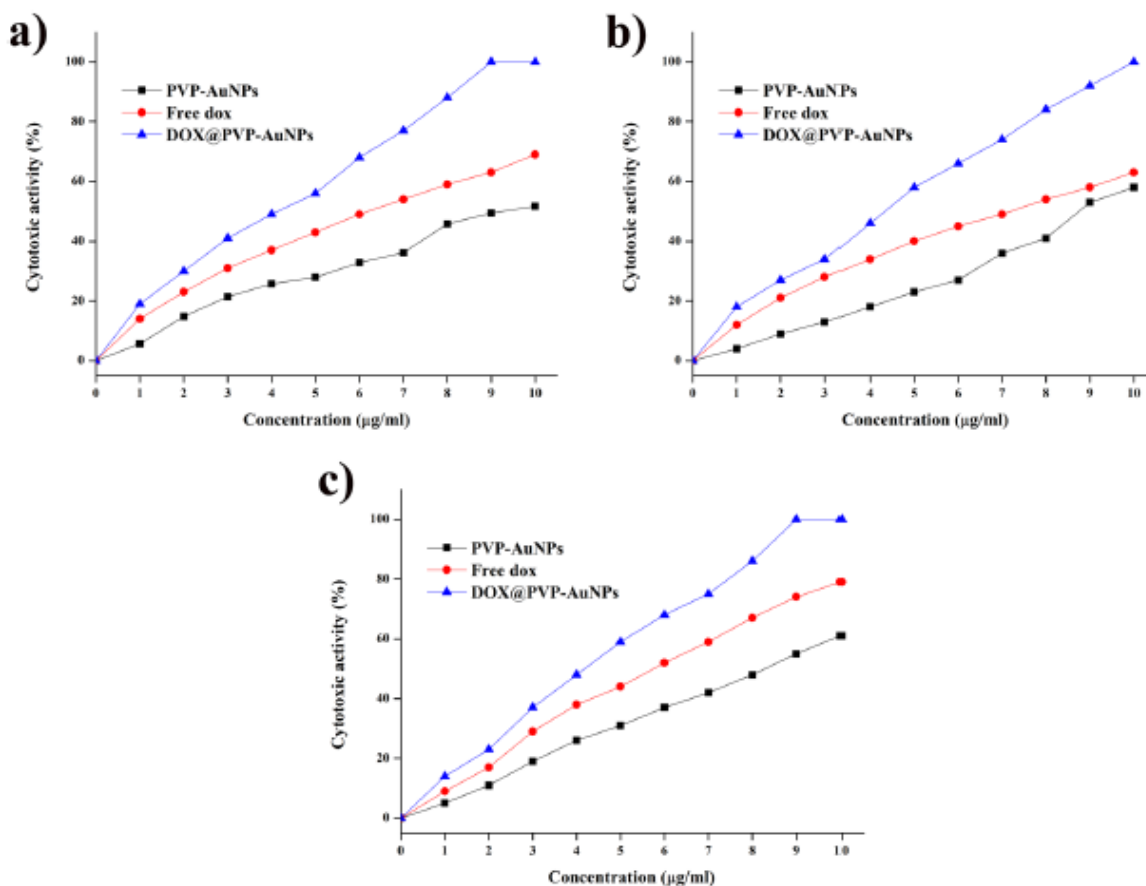 a)
PVP-AuNPs
Free dox
DOX@PVP-AuNPs
Cytotoxic activity (%)
100
80
60
40
20
0
0 1 2 3 4 5 6 7 8 9 10
Concentration (μg/ml)
b)
PVP-AuNPs
Free dox
DOX@PVP-AuNPs
Cytotoxic activity (%)
100
80
60
40
20
0
0 1 2 3 4 5 6 7 8 9 10
Concentration (μg/ml)
c)
PVP-AuNPs
Free dox
DOX@PVP-AuNPs
Cytotoxic activity (%)
100
80
60
40
20
0
0 1 2 3 4 5 6 7 8 9 10
Concentration (μg/ml)